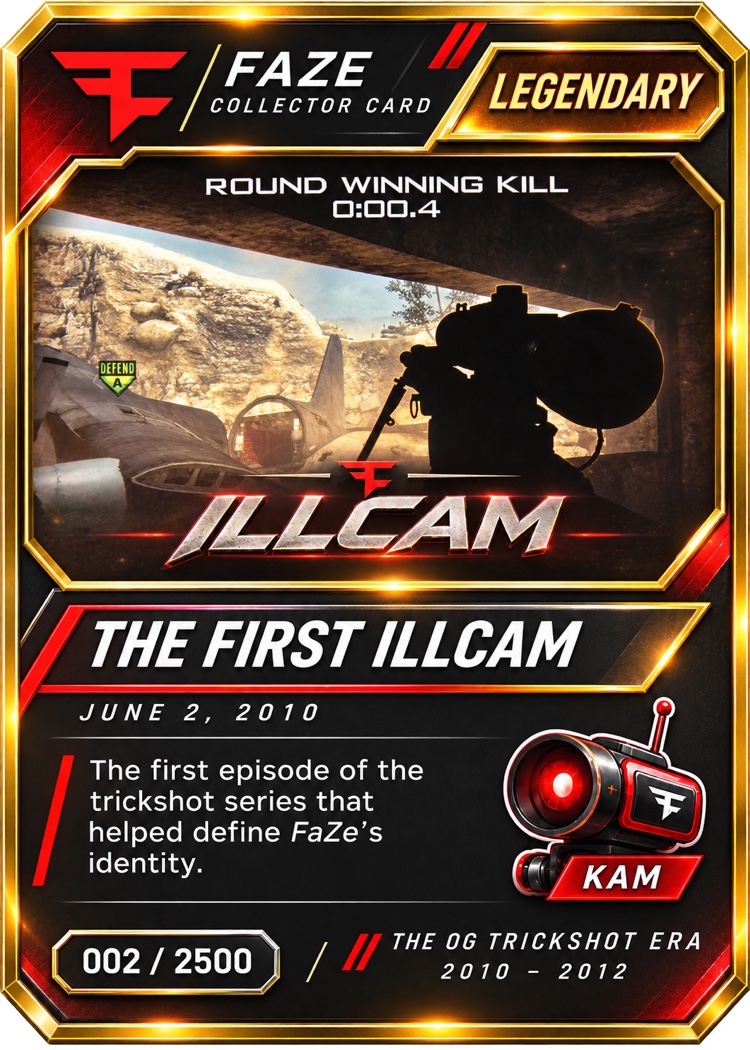 FAZE
COLLECTOR CARD
LEGENDARY
ROUND WINNING KILL
0:00.4
DEFEND
A
ILLCAM
THE FIRST ILLCAM
JUNE 2, 2010
The first episode of the
trickshot series that
helped define FaZe's
identity.
KAM
002 / 2500
THE OG TRICKSHOT ERA
2010 – 2012